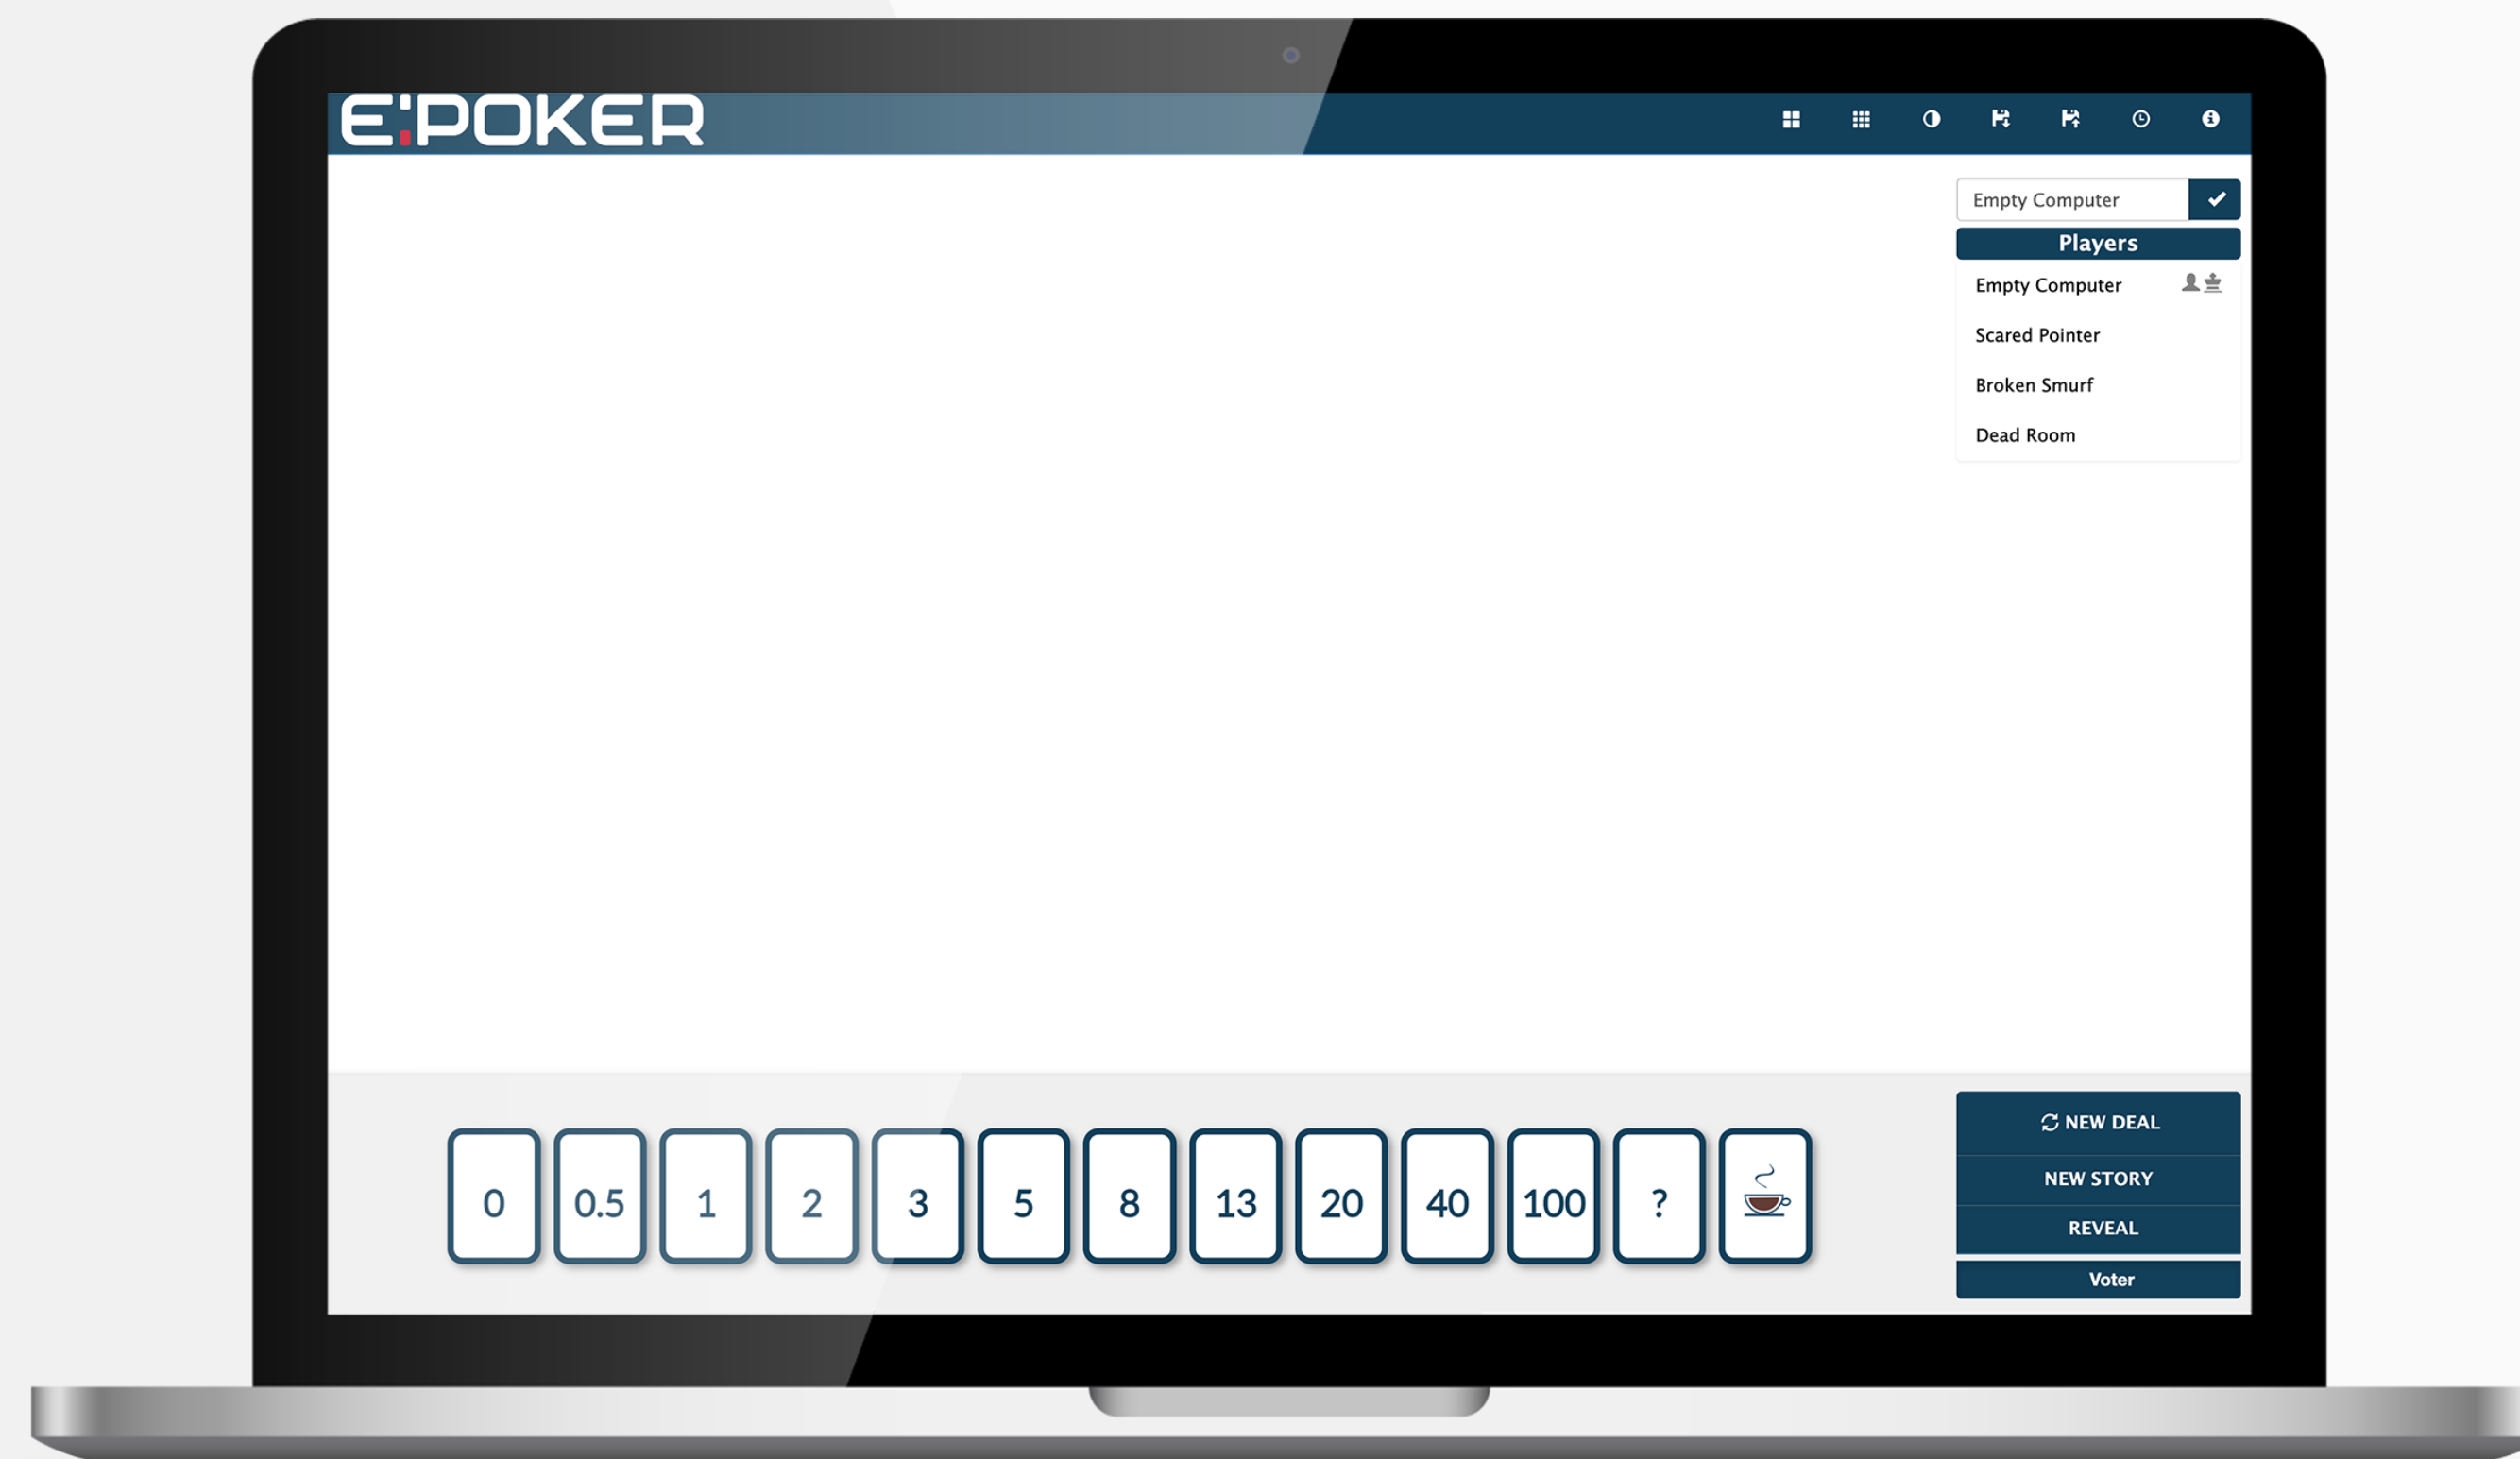 E:POKER
Empty Computer
Players
Empty Computer
Scared Pointer
Broken Smurf
Dead Room
0 0.5 1 2 3 5 8 13 20 40 100 ?
NEW DEAL
NEW STORY
REVEAL
Voter